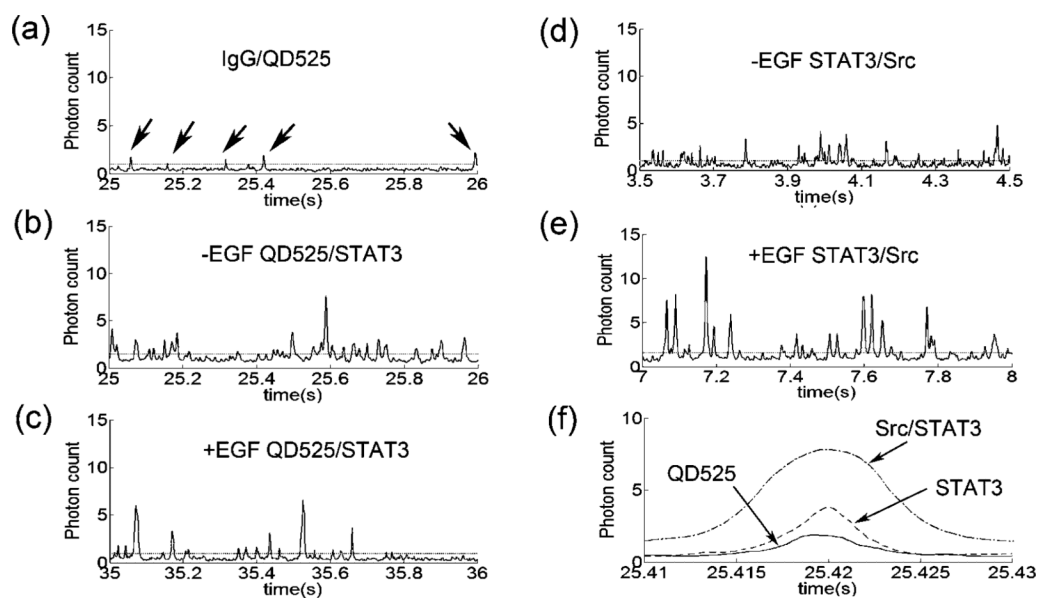 (a)
Photon count
15
10
5
0
IgG/QD525
25 25.2 25.4 25.6 25.8 26
time(s)
(b)
Photon count
15
10
5
0
-EGF QD525/STAT3
25 25.2 25.4 25.6 25.8 26
time(s)
(c)
Photon count
15
10
5
0
+EGF QD525/STAT3
35 35.2 35.4 35.6 35.8 36
time(s)
(d)
Photon count
15
10
5
0
-EGF STAT3/Src
3.5 3.7 3.9 4.1 4.3 4.5
time(s)
(e)
Photon count
15
10
5
0
+EGF STAT3/Src
7 7.2 7.4 7.6 7.8 8
time(s)
(f)
Photon count
10
5
0
Src/STAT3
QD525
STAT3
25.41 25.415 25.42 25.425 25.43
time(s)